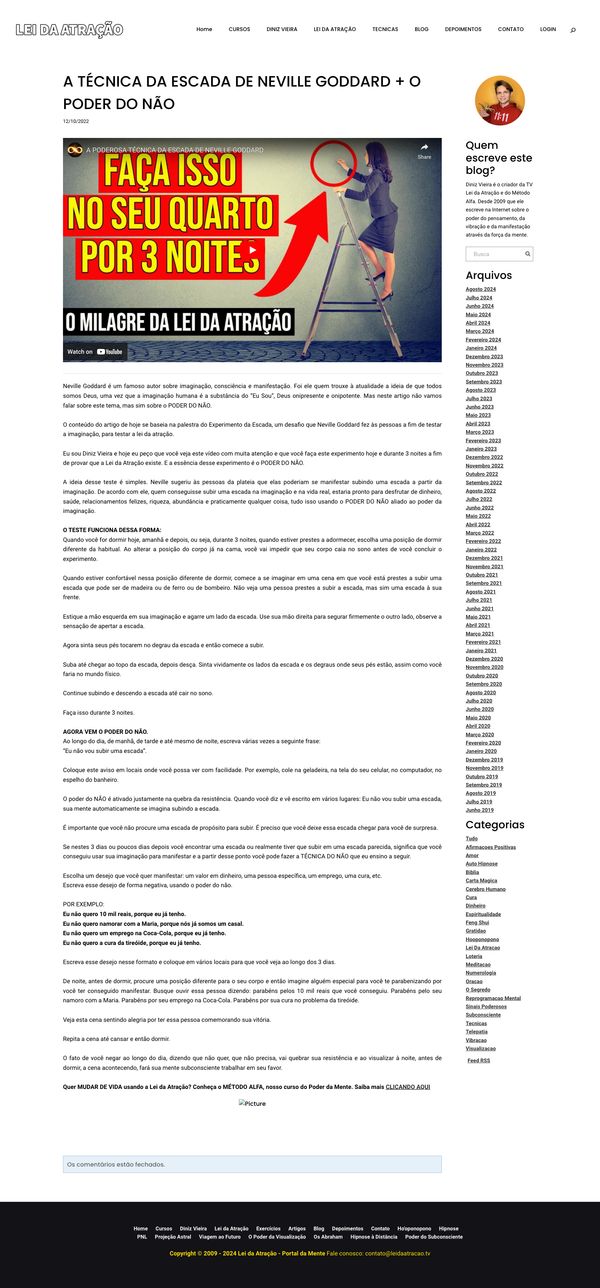 LEI DA ATRAÇÃO
Home CURSOS DINIZ VIEIRA LEI DA ATRAÇÃO TECNICAS BLOG DEPOIMENTOS CONTATO LOGIN
A TÉCNICA DA ESCADA DE NEVILLE GODDARD + O
PODER DO NÃO
12/10/2022
A PODEROSA TÉCNICA DA ESCADA DE NEVILLE GODDARD
Share
FAÇA ISSO
NO SEU QUARTO
POR 3 NOITES
O MILAGRE DA LEI DA ATRAÇÃO
Watch on YouTube
Neville Goddard é um famoso autor sobre imaginação, consciência e manifestação. Foi ele quem trouxe à atualidade a ideia de que todos
somos Deus, uma vez que a imaginação humana é a substância do "Eu Sou", Deus onipresente e onipotente. Mas neste artigo não vamos
falar sobre este tema, mas sim sobre o PODER DO NÃO.
O conteúdo do artigo de hoje se baseia na palestra do Experimento da Escada, um desafio que Neville Goddard fez às pessoas a fim de testar
a imaginação, para testar a lei da atração.
Eu sou Diniz Vieira e hoje eu peço que você veja este vídeo com muita atenção e que você faça este experimento hoje e durante 3 noites a fim
de provar que a Lei da Atração existe. E a essência desse experimento é o PODER DO NÃO.
A ideia desse teste é simples. Neville sugeriu às pessoas da plateia que elas poderiam se manifestar subindo uma escada a partir da
imaginação. De acordo com ele, quem conseguisse subir uma escada na imaginação e na vida real, estaria pronto para desfrutar de dinheiro,
saúde, relacionamentos felizes, riqueza, abundância e praticamente qualquer coisa, tudo isso usando o PODER DO NÃO aliado ao poder da
imaginação.
O TESTE FUNCIONA DESSA FORMA:
Quando você for dormir hoje, amanhã e depois, ou seja, durante 3 noites, quando estiver prestes a adormecer, escolha uma posição de dormir
diferente da habitual. Ao alterar a posição do corpo já na cama, você vai impedir que seu corpo caia no sono antes de você concluir o
experimento.
Quando estiver confortável nessa posição diferente de dormir, comece a se imaginar em uma cena em que você está prestes a subir uma
escada que pode ser de madeira ou de ferro ou de bombeiro. Não veja uma pessoa prestes a subir a escada, mas sim uma escada à sua
frente.
Estique a mão esquerda em sua imaginação e agarre um lado da escada. Use sua mão direita para segurar firmemente o outro lado, observe a
sensação de apertar a escada.
Agora sinta seus pés tocarem no degrau da escada e então comece a subir.
Suba até chegar ao topo da escada, depois desça. Sinta vividamente os lados da escada e os degraus onde seus pés estão, assim como você
faria no mundo físico.
Continue subindo e descendo a escada até cair no sono.
Faça isso durante 3 noites.
AGORA VEM O PODER DO NÃO.
Ao longo do dia, de manhã, de tarde e até mesmo de noite, escreva várias vezes a seguinte frase:
"Eu não vou subir uma escada".
Coloque este aviso em locais onde você possa ver com facilidade. Por exemplo, cole na geladeira, na tela do seu celular, no computador, no
espelho do banheiro.
O poder do NÃO é ativado justamente na quebra da resistência. Quando você diz e vê escrito em vários lugares: Eu não vou subir uma escada,
sua mente automaticamente se imagina subindo a escada.
É importante que você não procure uma escada de propósito para subir. É preciso que você deixe essa escada chegar para você de surpresa.
Se nestes 3 dias ou poucos dias depois você encontrar uma escada ou realmente tiver que subir em uma escada parecida, significa que você
conseguiu usar sua imaginação para manifestar e a partir desse ponto você pode fazer a TÉCNICA DO NÃO que eu ensino a seguir.
Escolha um desejo que você quer manifestar: um valor em dinheiro, uma pessoa específica, um emprego, uma cura, etc.
Escreva esse desejo de forma negativa, usando o poder do não.
POR EXEMPLO:
Eu não quero 10 mil reais, porque eu já tenho.
Eu não quero namorar com a Maria, porque nós já somos um casal.
Eu não quero um emprego na Coca-Cola, porque eu já tenho.
Eu não quero a cura da tireóide, porque eu já tenho.
Escreva esse desejo nesse formato e coloque em vários locais para que você veja ao longo dos 3 dias.
De noite, antes de dormir, procure uma posição diferente para o seu corpo e então imagine alguém especial para você te parabenizando por
você ter conseguido manifestar. Busque ouvir essa pessoa dizendo: parabéns pelos 10 mil reais que você conseguiu. Parabéns pelo seu
namoro com a Maria. Parabéns por seu emprego na Coca-Cola. Parabéns por sua cura no problema da tireóide.
Veja esta cena sentindo alegria por ter essa pessoa comemorando sua vitória.
Repita a cena até cansar e então dormir.
O fato de você negar ao longo do dia, dizendo que não quer, que não precisa, vai quebrar sua resistência e ao visualizar à noite, antes de
dormir, a cena acontecendo, fará sua mente subconsciente trabalhar em seu favor.
Quer MUDAR DE VIDA usando a Lei da Atração? Conheça o MÉTODO ALFA, nosso curso do Poder da Mente. Saiba mais CLICANDO AQUI
Picture
Os comentários estão fechados.
11:11
Quem
escreve este
blog?
Diniz Vieira é o criador da TV
Lei da Atração e do Método
Alfa. Desde 2009 que ele
escreve na Internet sobre o
poder do pensamento, da
vibração e da manifestação
através da força da mente.
Busca
Arquivos
Agosto 2024
Julho 2024
Junho 2024
Maio 2024
Abril 2024
Março 2024
Fevereiro 2024
Janeiro 2024
Dezembro 2023
Novembro 2023
Outubro 2023
Setembro 2023
Agosto 2023
Julho 2023
Junho 2023
Maio 2023
Abril 2023
Março 2023
Fevereiro 2023
Janeiro 2023
Dezembro 2022
Novembro 2022
Outubro 2022
Setembro 2022
Agosto 2022
Julho 2022
Junho 2022
Maio 2022
Abril 2022
Março 2022
Fevereiro 2022
Janeiro 2022
Dezembro 2021
Novembro 2021
Outubro 2021
Setembro 2021
Agosto 2021
Julho 2021
Junho 2021
Maio 2021
Abril 2021
Março 2021
Fevereiro 2021
Janeiro 2021
Dezembro 2020
Novembro 2020
Outubro 2020
Setembro 2020
Agosto 2020
Julho 2020
Junho 2020
Maio 2020
Abril 2020
Março 2020
Fevereiro 2020
Janeiro 2020
Dezembro 2019
Novembro 2019
Outubro 2019
Setembro 2019
Agosto 2019
Julho 2019
Junho 2019
Categorias
Tudo
Afirmacoes Positivas
Amor
Auto Hipnose
Biblia
Carta Magica
Cerebro Humano
Cura
Dinheiro
Espiritualidade
Feng Shui
Gratidao
Hooponopono
Lei Da Atracao
Loteria
Meditacao
Numerologia
Oracao
O Segredo
Reprogramacao Mental
Sinais Poderosos
Subconsciente
Tecnicas
Telepatia
Vibracao
Visualizacao
Feed RSS
Home Cursos Diniz Vieira Lei da Atração Exercícios Artigos Blog Depoimentos Contato Ho'oponopono Hipnose
PNL Projeção Astral Viagem ao Futuro O Poder da Visualização Os Abraham Hipnose à Distância Poder do Subconsciente
Copyright © 2009 - 2024 Lei da Atração - Portal da Mente Fale conosco: contato@leidaatracao.tv